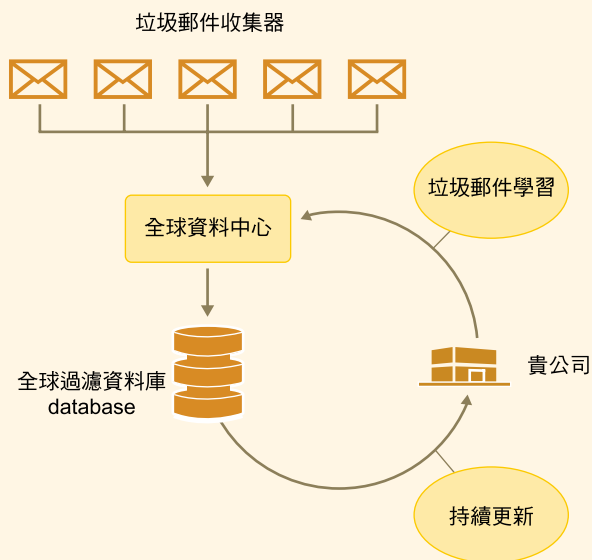 垃圾郵件收集器
垃圾郵件學習
全球資料中心
貴公司
全球過濾資料庫
database
持續更新